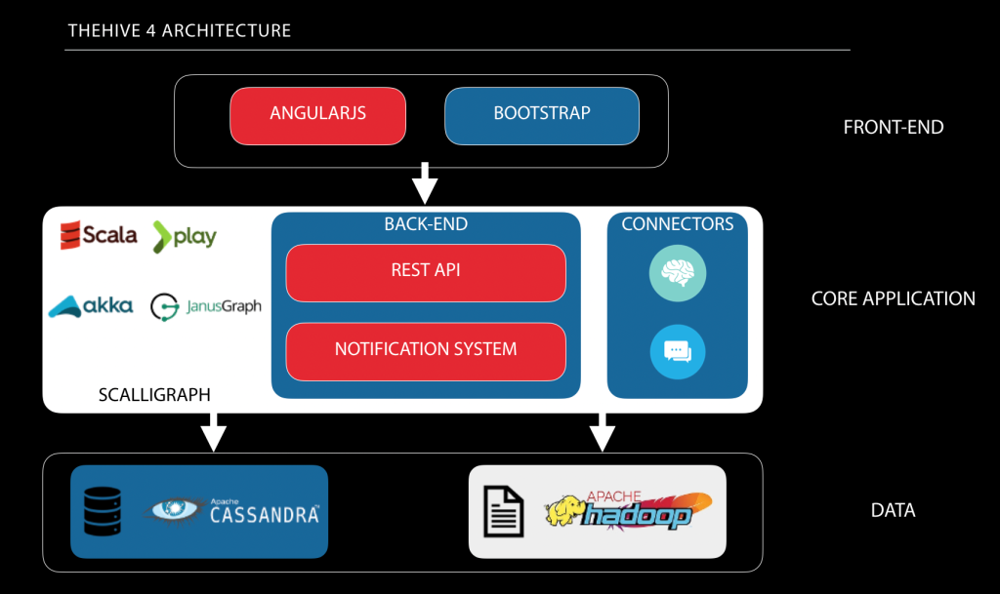 THEHIVE 4 ARCHITECTURE
ANGULARJS
BOOTSTRAP
FRONT-END
Scala
play
akka
JanusGraph
SCALLIGRAPH
BACK-END
REST API
NOTIFICATION SYSTEM
CONNECTORS
CORE APPLICATION
Apache
CASSANDRA™
APACHE
hadoop
DATA